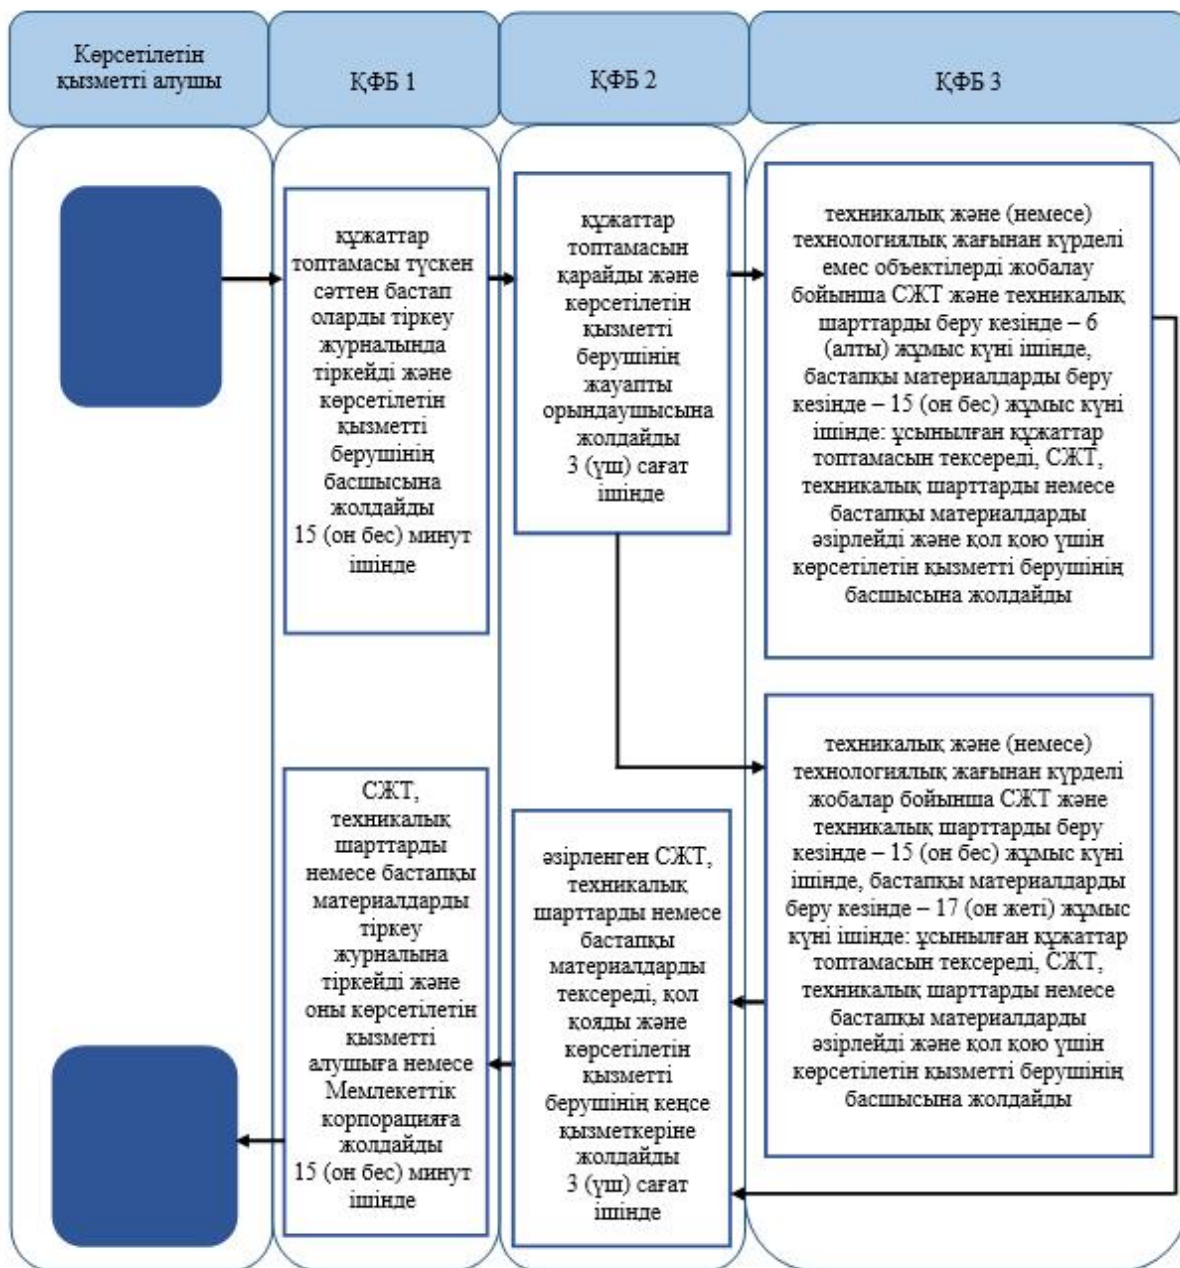 Көрсетілетін
қызметті алушы
ҚФБ 1
ҚФБ 2
ҚФБ 3
құжаттар
топтамасы түскен
сәттен бастап
оларды тіркеу
журналында
тіркейді және
көрсетілетін
қызметті
берушінің
басшысына
жолдайды
15 (он бес) минут
ішінде
құжаттар
топтамасын
қарайды және
көрсетілетін
қызметті
берушінің
жауапты
орындаушысына
жолдайды
3 (үш) сағат
ішінде
техникалық және (немесе)
технологиялық жағынан күрделі
емес объектілерді жобалау
бойынша СЖТ және техникалық
шарттарды беру кезінде – 6
(алты) жұмыс күні ішінде,
бастапқы материалдарды беру
кезінде – 15 (он бес) жұмыс күні
ішінде: ұсынылған құжаттар
топтамасын тексереді, СЖТ,
техникалық шарттарды немесе
бастапқы материалдарды
әзірлейді және қол қою үшін
көрсетілетін қызметті берушінің
басшысына жолдайды
СЖТ,
техникалық
шарттарды
немесе бастапқы
материалдарды
тіркеу
журналына
тіркейді және
оны көрсетілетін
қызметті
алушыға немесе
Мемлекеттік
корпорацияға
жолдайды
15 (он бес) минут
ішінде
әзірленген СЖТ,
техникалық
шарттарды немесе
бастапқы
материалдарды
тексереді, қол
қояды және
көрсетілетін
қызметті
берушінің кеңсе
қызметкеріне
жолдайды
3 (үш) сағат
ішінде
техникалық және (немесе)
технологиялық жағынан күрделі
жобалар бойынша СЖТ және
техникалық шарттарды беру
кезінде – 15 (он бес) жұмыс күні
ішінде, бастапқы материалдарды
беру кезінде – 17 (он жеті) жұмыс
күні ішінде: ұсынылған құжаттар
топтамасын тексереді, СЖТ,
техникалық шарттарды немесе
бастапқы материалдарды
әзірлейді және қол қою үшін
көрсетілетін қызметті берушінің
басшысына жолдайды